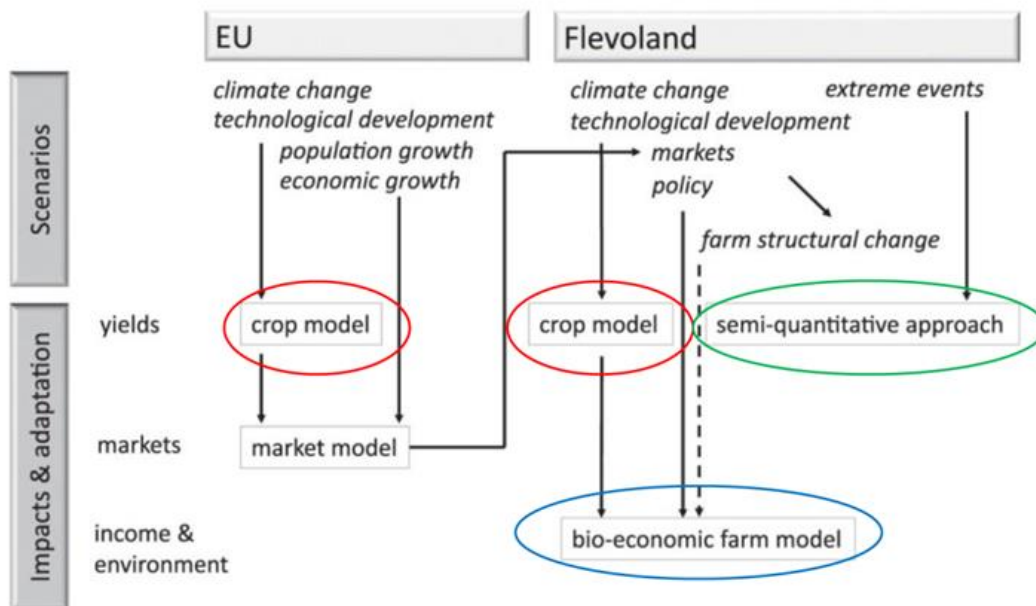 EU
Flevoland
Scenarios
climate change
technological development
population growth
economic growth
climate change
technological development
markets
policy
extreme events
farm structural change
Impacts & adaptation
yields
crop model
crop model
semi-quantitative approach
markets
market model
income &
environment
bio-economic farm model